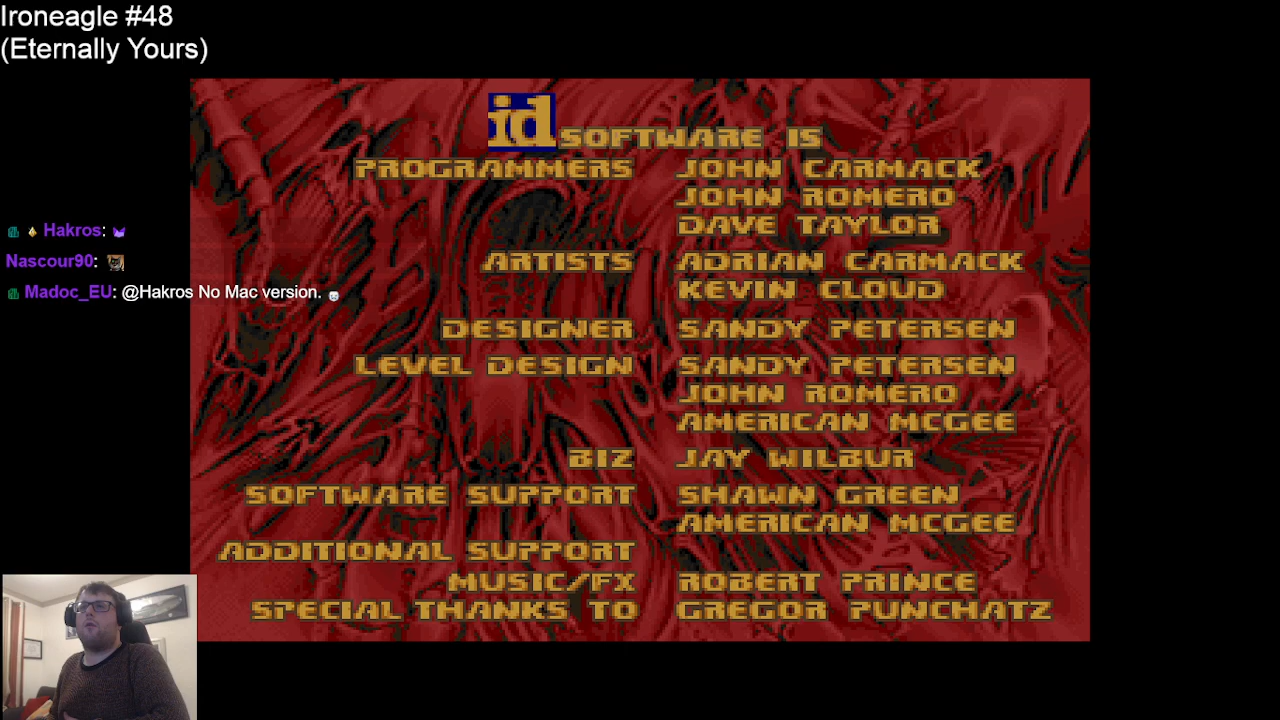 Ironeagle #48
(Eternally Yours)
id SOFTWARE IS
PROGRAMMERS JOHN CARMACK
JOHN ROMERO
DAVE TAYLOR
Hakros:
Nascour90:
ARTISTS ADRIAN CARMACK
Madoc_EU: @Hakros No Mac version.
KEVIN CLOUD
DESIGNER SANDY PETERSEN
LEVEL DESIGN SANDY PETERSEN
JOHN ROMERO
AMERICAN MCGEE
BIZ JAY WILBUR
SOFTWARE SUPPORT SHAWN GREEN
AMERICAN MCGEE
ADDITIONAL SUPPORT
MUSIC/FX ROBERT PRINCE
SPECIAL THANKS TO GREGOR PUNCHATZ